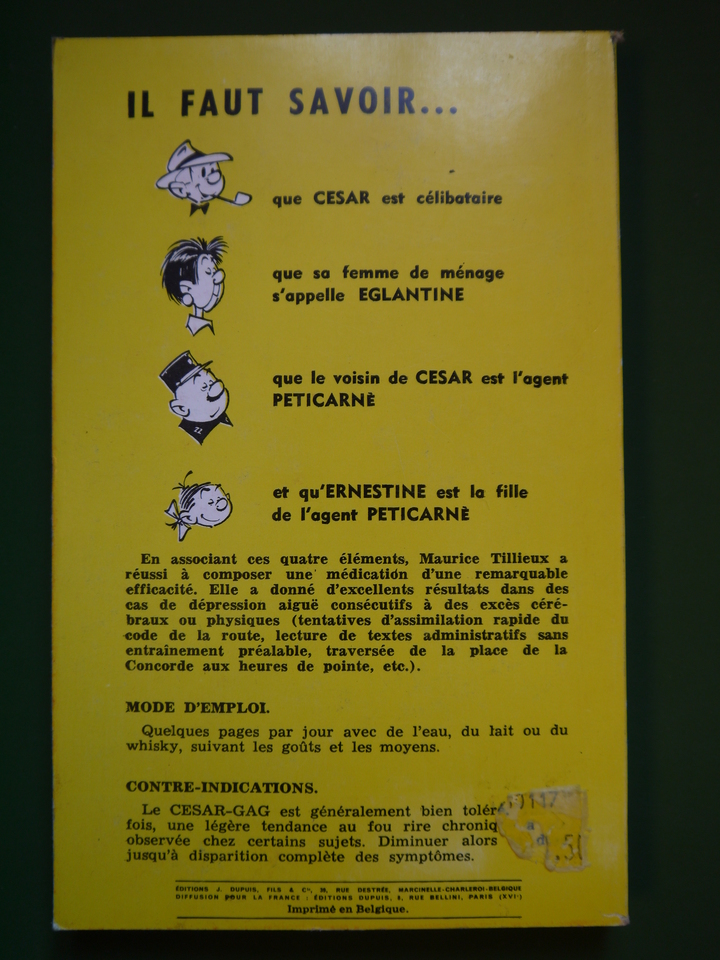 IL FAUT SAVOIR...
que CESAR est célibataire
que sa femme de ménage
s'appelle EGLANTINE
que le voisin de CESAR est l'agent
PETICARNÈ
et qu'ERNESTINE est la fille
de l'agent PETICARNÈ
En associant ces quatre éléments, Maurice Tillieux a
réussi à composer une médication d'une remarquable
efficacité. Elle a donné d'excellents résultats dans des
cas de dépression aiguë consécutifs à des excès céré-
braux ou physiques (tentatives d'assimilation rapide du
code de la route, lecture de textes administratifs sans
entraînement préalable, traversée de la place de la
Concorde aux heures de pointe, etc.).
MODE D'EMPLOI.
Quelques pages par jour avec de l'eau, du lait ou du
whisky, suivant les goûts et les moyens.
CONTRE-INDICATIONS.
Le CESAR-GAG est généralement bien
fois, une légère tendance au fou rire
observée chez certains sujets. Diminuer alors
jusqu'à disparition complète des symptômes.
ÉDITIONS J. DUPUIS, FILS & Cie, 39, RUE DESTRÉE, MARCINELLE-CHARLEROI-BELGIQUE
DIFFUSION POUR LA FRANCE : ÉDITIONS DUPUIS, 5, RUE BELLINI, PARIS (XVI)
Imprimé en Belgique.